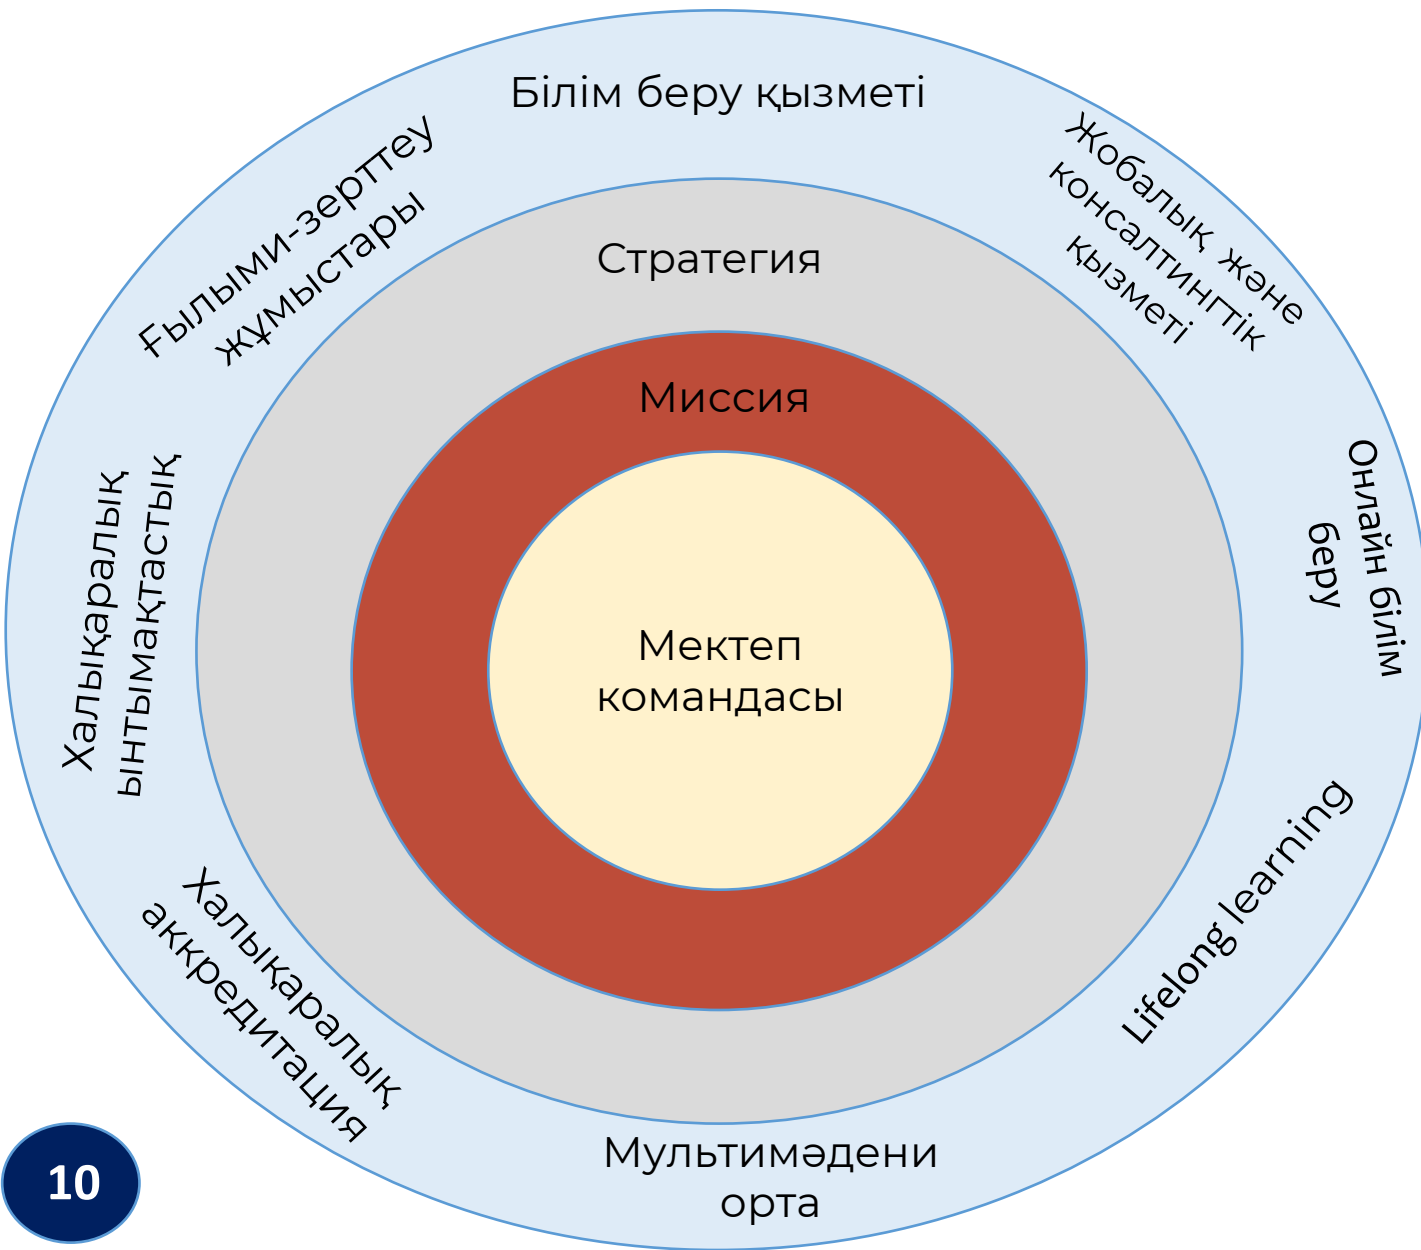 Білім беру қызметі
Ғылыми-зерттеу
жұмыстары
Жобалық және
консалтингтік
қызметі
Стратегия
Миссия
Халықаралық
ынтымақтастық
Онлайн білім
беру
Мектеп
командасы
Lifelong learning
Халықаралық
аккредитация
Мультимәдени
орта
10